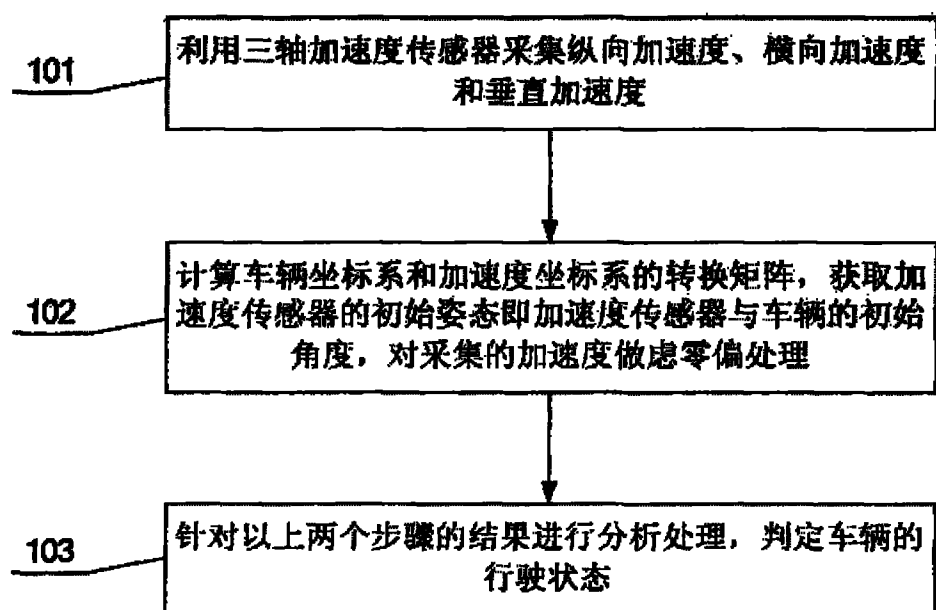 101
利用三轴加速度传感器采集纵向加速度、横向加速度
和垂直加速度
102
计算车辆坐标系和加速度坐标系的转换矩阵，获取加
速度传感器的初始姿态即加速度传感器与车辆的初始
角度，对采集的加速度做虑零偏处理
103
针对以上两个步骤的结果进行分析处理，判定车辆的
行驶状态